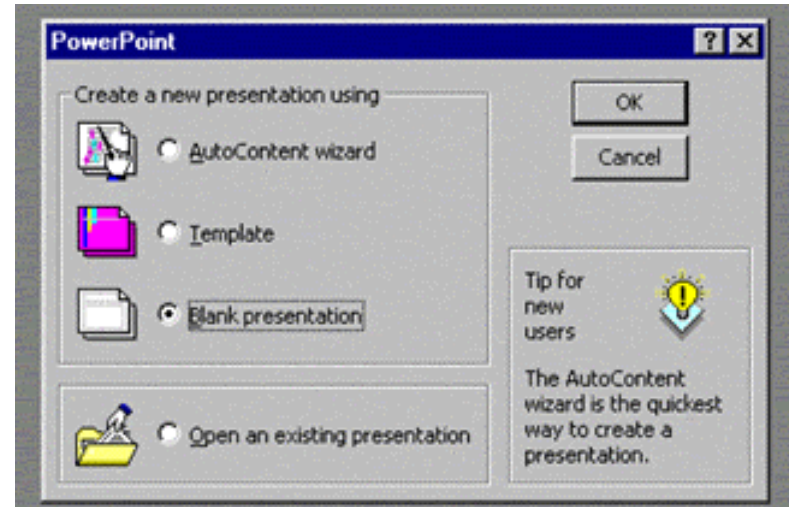 PowerPoint
Create a new presentation using
AutoContent wizard
Template
Blank presentation
Open an existing presentation
OK
Cancel
Tip for
new
users
The AutoContent
wizard is the quickest
way to create a
presentation.